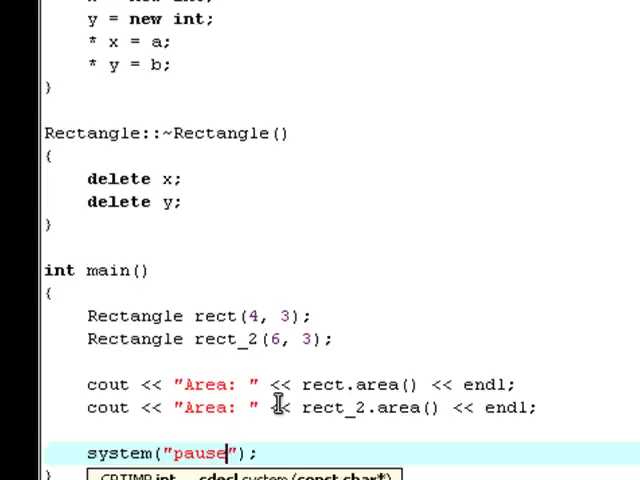 y = new int;
* x = a;
* y = b;
}
Rectangle::~Rectangle()
{
delete x;
delete y;
}
int main()
{
Rectangle rect(4, 3);
Rectangle rect_2(6, 3);
cout << "Area: " << rect.area() << endl;
cout << "Area: " << rect_2.area() << endl;
system("pause");
}